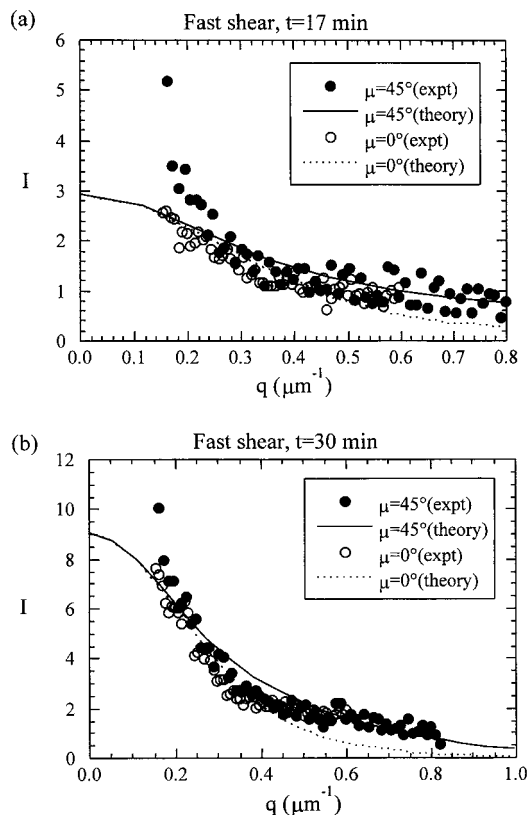 (a)
Fast shear, t=17 min
6
5
4
3
2
1
0
I
μ=45°(expt)
μ=45°(theory)
μ=0°(expt)
μ=0°(theory)
0.0 0.1 0.2 0.3 0.4 0.5 0.6 0.7 0.8
q (μm⁻¹)
(b)
Fast shear, t=30 min
12
10
8
6
4
2
0
I
μ=45°(expt)
μ=45°(theory)
μ=0°(expt)
μ=0°(theory)
0.0 0.2 0.4 0.6 0.8 1.0
q (μm⁻¹)